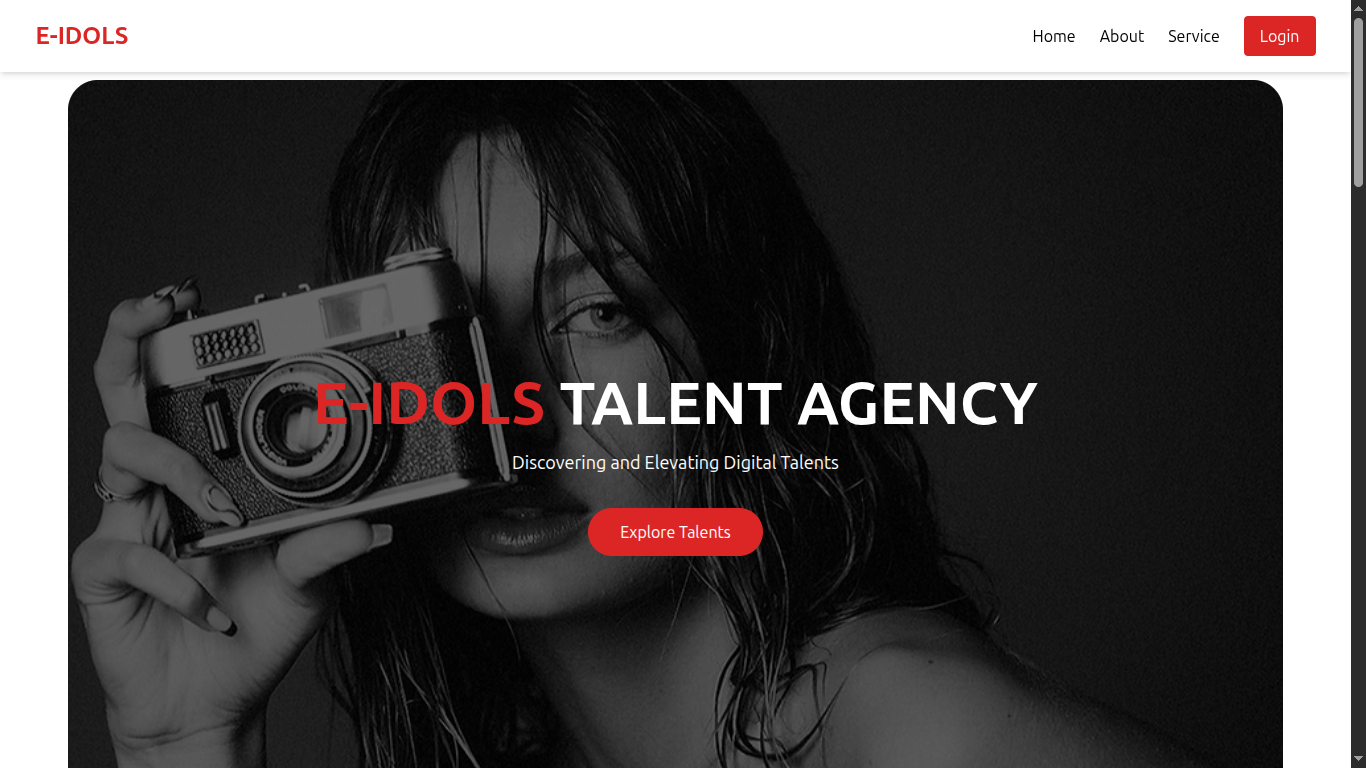 E-IDOLS
Home About Service Login
E-IDOLS TALENT AGENCY
Discovering and Elevating Digital Talents
Explore Talents